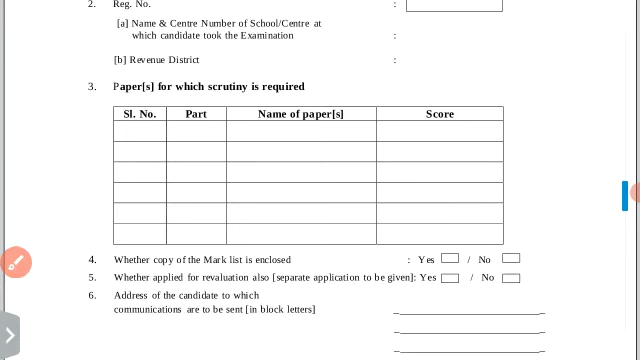 2. Reg. No. :
[a] Name & Centre Number of School/Centre at
which candidate took the Examination :
[b] Revenue District :
3. Paper[s] for which scrutiny is required
Sl. No. Part Name of paper[s] Score
4. Whether copy of the Mark list is enclosed : Yes / No
5. Whether applied for revaluation also [separate application to be given]: Yes / No
6. Address of the candidate to which
communications are to be sent [in block letters]